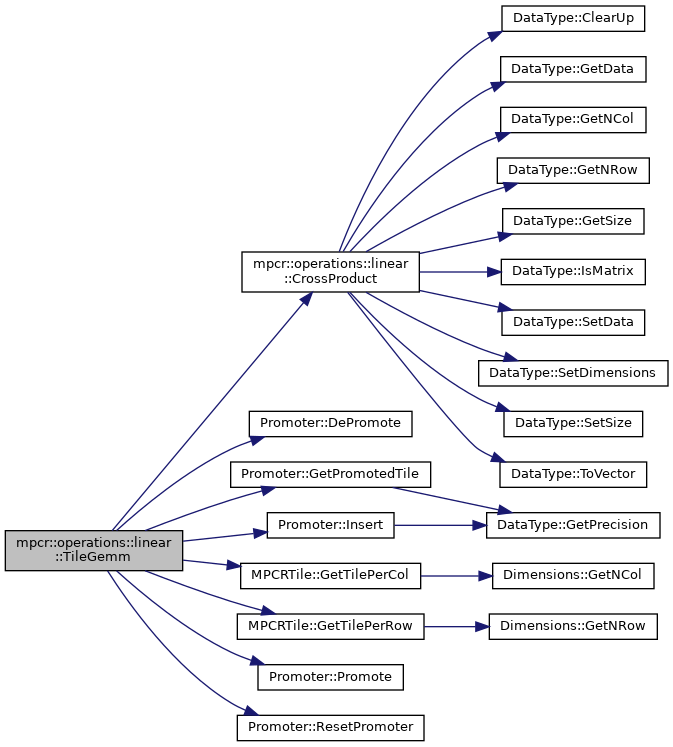 DataType::ClearUp
DataType::GetData
DataType::GetNCol
DataType::GetNRow
DataType::GetSize
mpcr::operations::linear
::CrossProduct
DataType::IsMatrix
DataType::SetData
DataType::SetDimensions
Promoter::DePromote
DataType::SetSize
Promoter::GetPromotedTile
DataType::ToVector
mpcr::operations::linear
::TileGemm
Promoter::Insert
DataType::GetPrecision
MPCRTile::GetTilePerCol
Dimensions::GetNCol
MPCRTile::GetTilePerRow
Dimensions::GetNRow
Promoter::Promote
Promoter::ResetPromoter